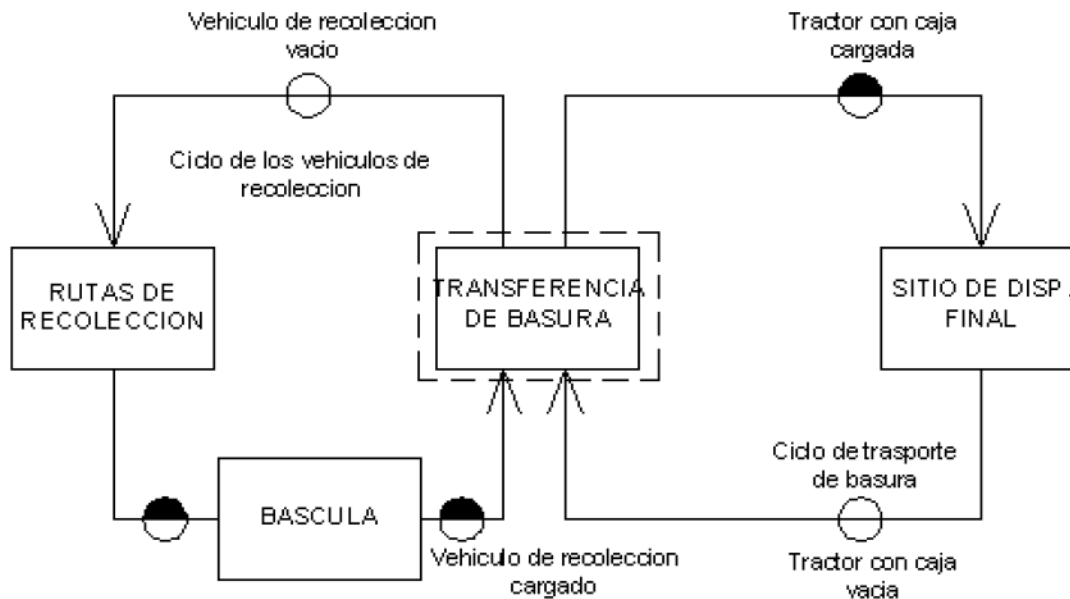 Vehiculo de recoleccion
vacio
Tractor con caja
cargada
Ciclo de los vehiculos de
recoleccion
RUTAS DE
RECOLECCION
TRANSFERENCIA
DE BASURA
SITIO DE DISP.
FINAL
BASCULA
Vehiculo de recoleccion
cargado
Ciclo de trasporte
de basura
Tractor con caja
vacia